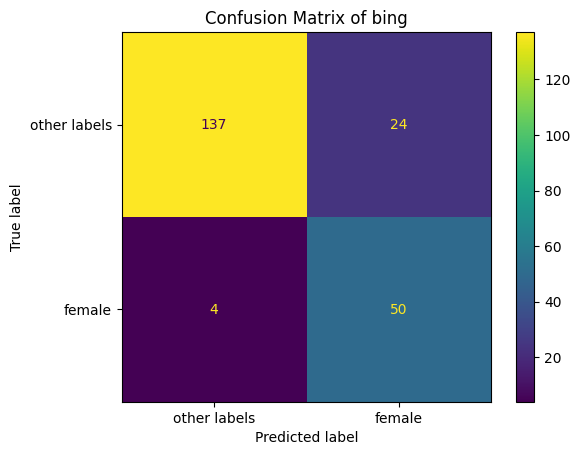 Confusion Matrix of bing
True label
other labels
137
24
female
4
50
other labels
female
Predicted label
120
100
80
60
40
20